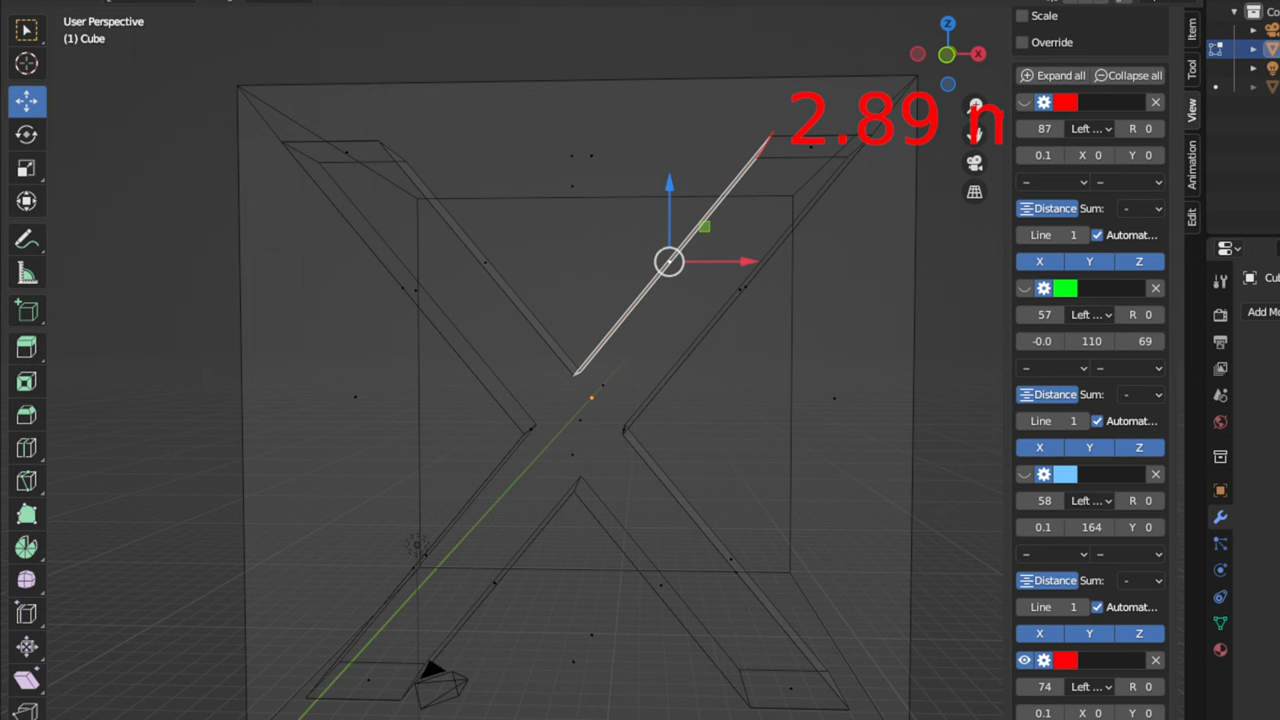 User Perspective
(1) Cube
Z
X
2.89 n
Scale
Override
Expand all
Collapse all
87 Left ... R 0
0.1 X 0 Y 0
– –
Distance Sum: -
Line 1 Automat...
X Y Z
57 Left ... R 0
-0.0 110 69
– –
Distance Sum: -
Line 1 Automat...
X Y Z
58 Left ... R 0
0.1 164 Y 0
– –
Distance Sum: -
Line 1 Automat...
X Y Z
74 Left ... R 0
0.1 X 0 Y 0
Item
Tool
View
Animation
Edit
Co
Cu
Add Mo